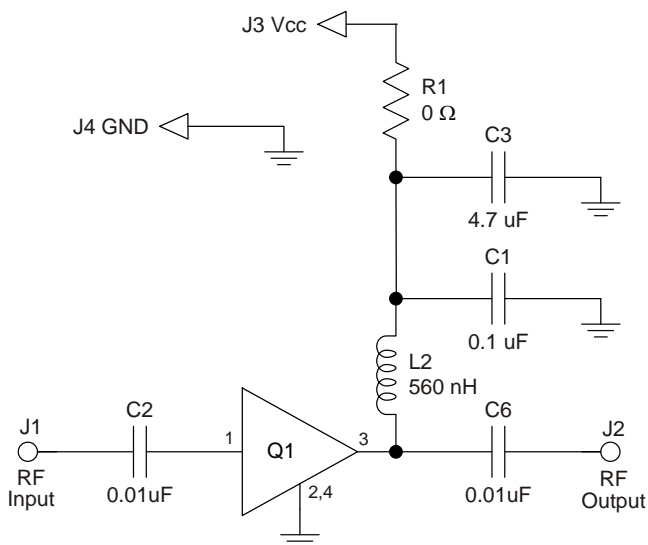 J3 Vcc
R1
0 Ω
J4 GND
C3
4.7 uF
C1
0.1 uF
L2
560 nH
J1
RF
Input
C2
0.01uF
1
Q1
3
2,4
C6
0.01uF
J2
RF
Output